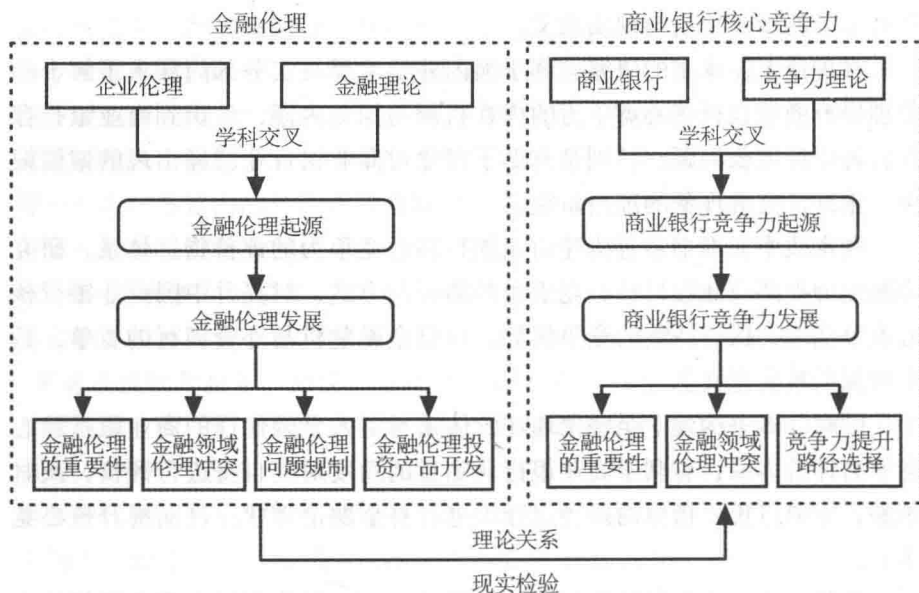 金融伦理
商业银行核心竞争力
企业伦理
金融理论
学科交叉
金融伦理起源
金融伦理发展
金融伦理
的重要性
金融领域
伦理冲突
金融伦理
问题规制
金融伦理投
资产品开发
商业银行
竞争力理论
学科交叉
商业银行竞争力起源
商业银行竞争力发展
金融伦理
的重要性
金融领域
伦理冲突
竞争力提升
路径选择
理论关系
现实检验